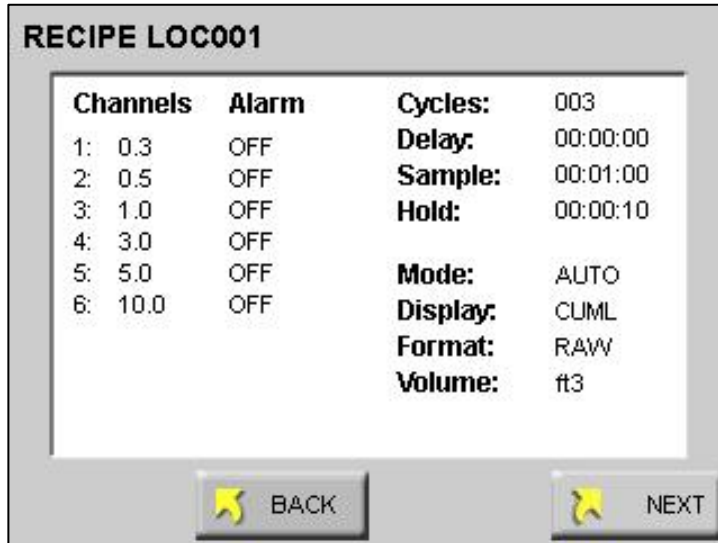 RECIPE LOC001
Channels Alarm
1: 0.3 OFF
2: 0.5 OFF
3: 1.0 OFF
4: 3.0 OFF
5: 5.0 OFF
6: 10.0 OFF
Cycles: 003
Delay: 00:00:00
Sample: 00:01:00
Hold: 00:00:10
Mode: AUTO
Display: CUML
Format: RAW
Volume: ft3
BACK
NEXT